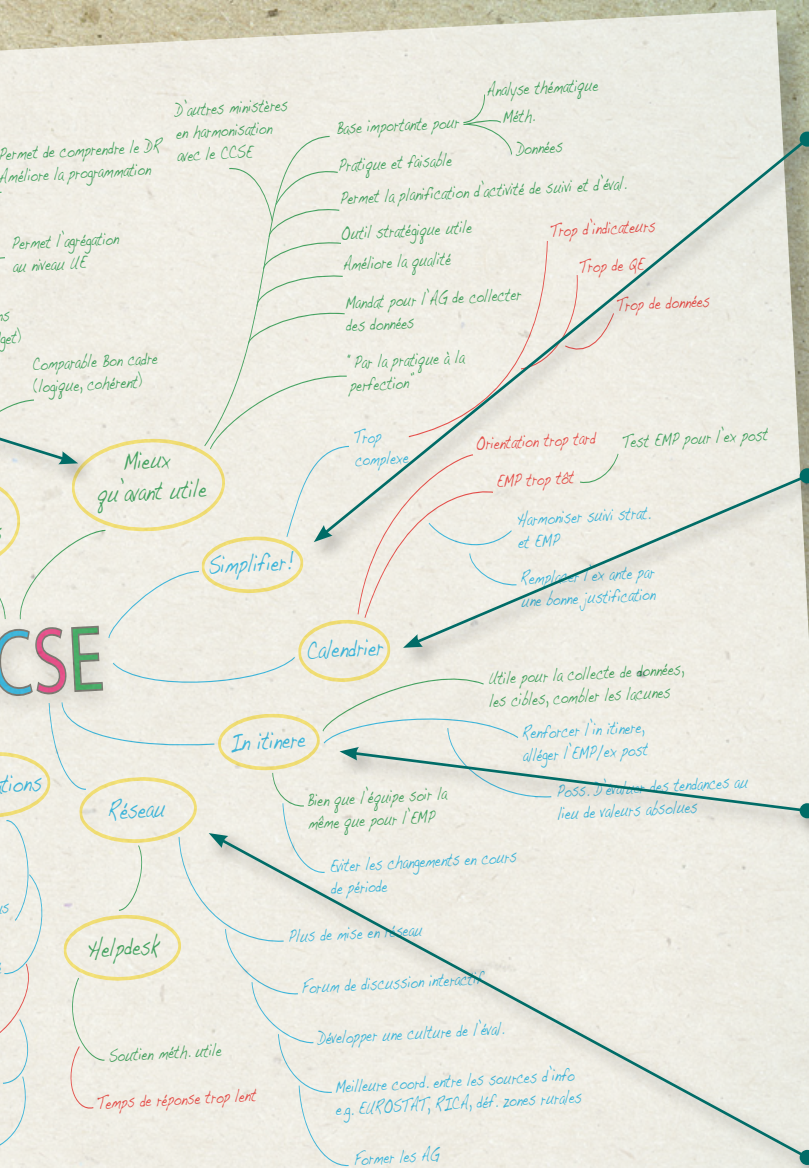 D'autres ministères
en harmonisation
avec le CCSE
Permet de comprendre le DR
Améliore la programmation
Permet l'agrégation
au niveau UE
Comparable Bon cadre
(logique, cohérent)
Mieux
qu'avant utile
Base importante pour
Analyse thématique
Méth.
Données
Pratique et faisable
Permet la planification d'activité de suivi et d'éval.
Outil stratégique utile
Améliore la qualité
Mandat pour l'AG de collecter
des données
"Par la pratique à la
perfection"
Trop d'indicateurs
Trop de QE
Trop de données
Trop
complexe
Simplifier!
Orientation trop tard
EMP trop tôt
Test EMP pour l'ex post
Harmoniser suivi strat.
et EMP
Remplacer l'ex ante par
une bonne justification
Calendrier
CSE
In itinere
Utile pour la collecte de données,
les cibles, combler les lacunes
Renforcer l'in itinere,
alléger l'EMP/ex post
Poss. D'évaluer des tendances au
lieu de valeurs absolues
Bien que l'équipe soir la
même que pour l'EMP
Eviter les changements en cours
de période
tions
Réseau
Plus de mise en réseau
Forum de discussion interactif
Développer une culture de l'éval.
Meilleure coord. entre les sources d'info
e.g. EUROSTAT, RICA, déf. zones rurales
Former les AG
Helpdesk
Soutien méth. utile
Temps de réponse trop lent